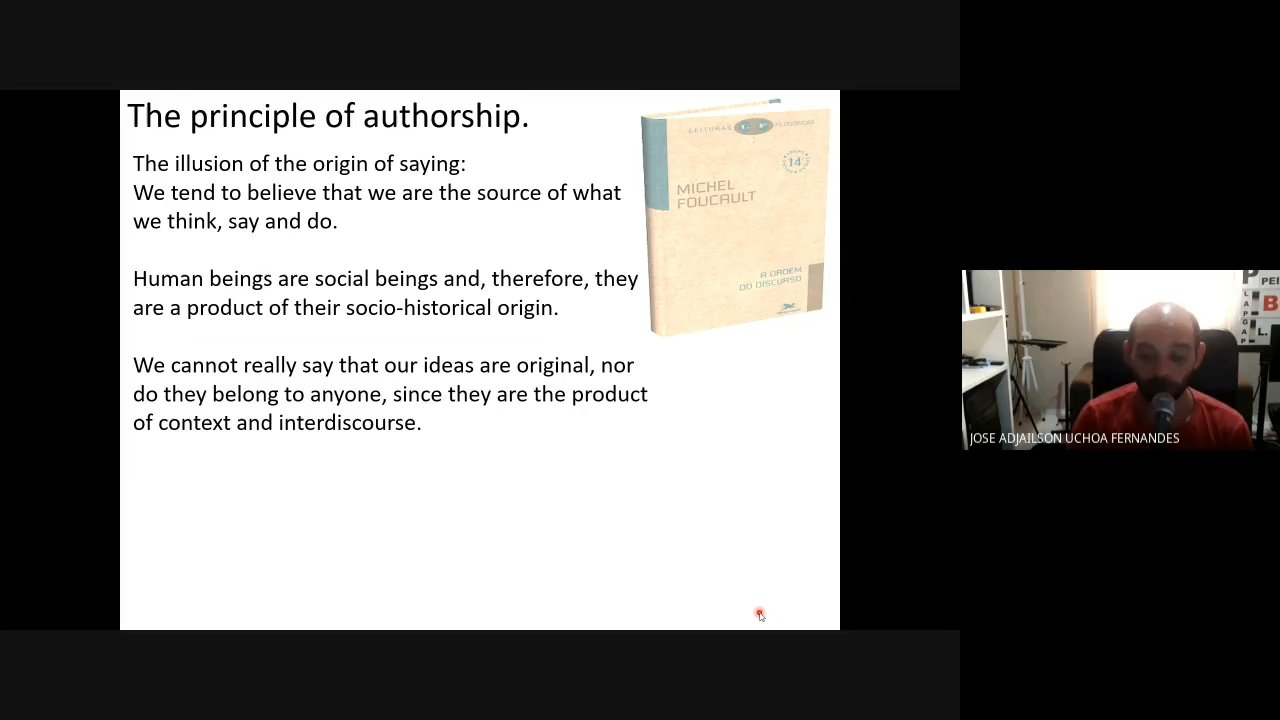 The principle of authorship.
The illusion of the origin of saying:
We tend to believe that we are the source of what
we think, say and do.
Human beings are social beings and, therefore, they
are a product of their socio-historical origin.
We cannot really say that our ideas are original, nor
do they belong to anyone, since they are the product
of context and interdiscourse.
LEITURAS FILOSÓFICAS
14
MICHEL
FOUCAULT
A ORDEM
DO DISCURSO
P
PEI
LAPGAP
B
L.
JOSE ADJAILSON UCHOA FERNANDES